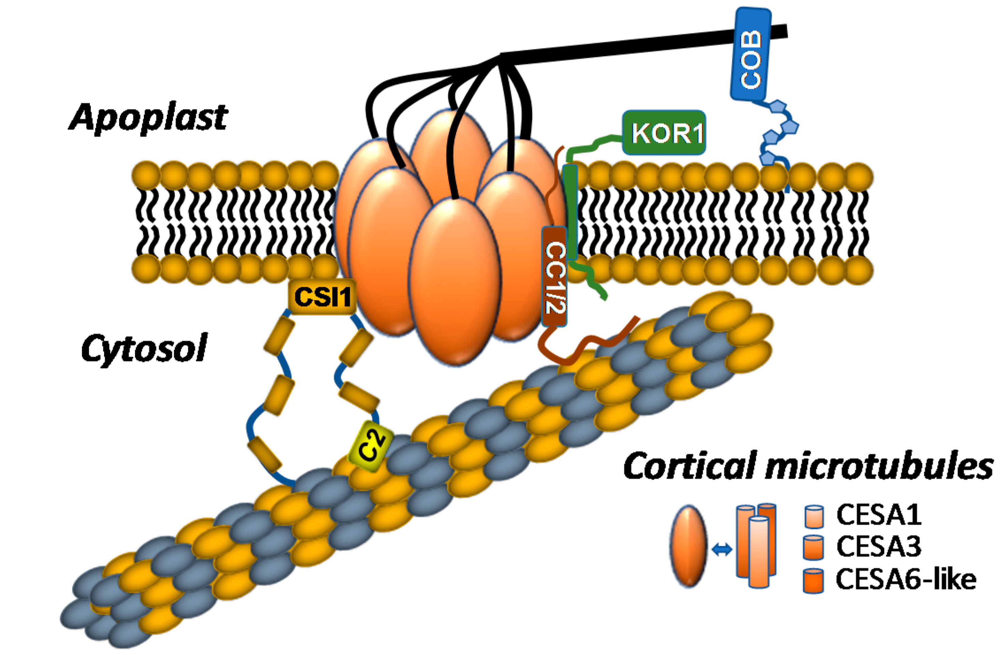 COB
Apoplast
KOR1
CC1/2
CSI1
Cytosol
C2
Cortical microtubules
CESA1
CESA3
CESA6-like